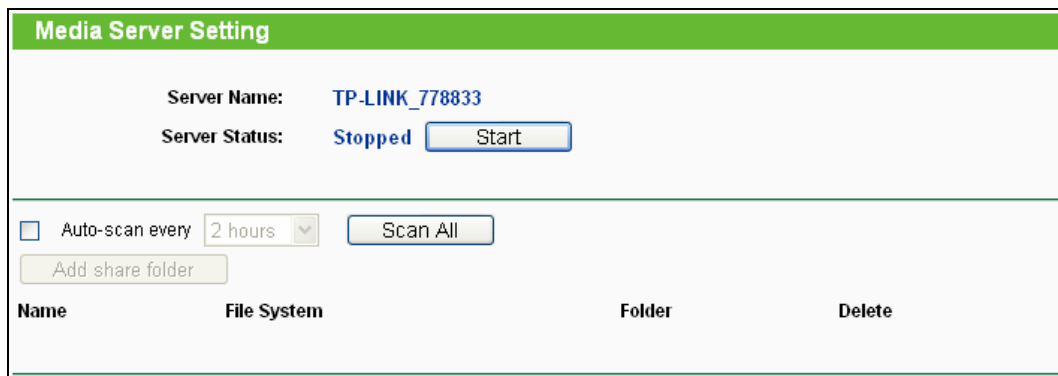 Media Server Setting
Server Name: TP-LINK_778833
Server Status: Stopped Start
Auto-scan every 2 hours Scan All
Add share folder
Name File System Folder Delete